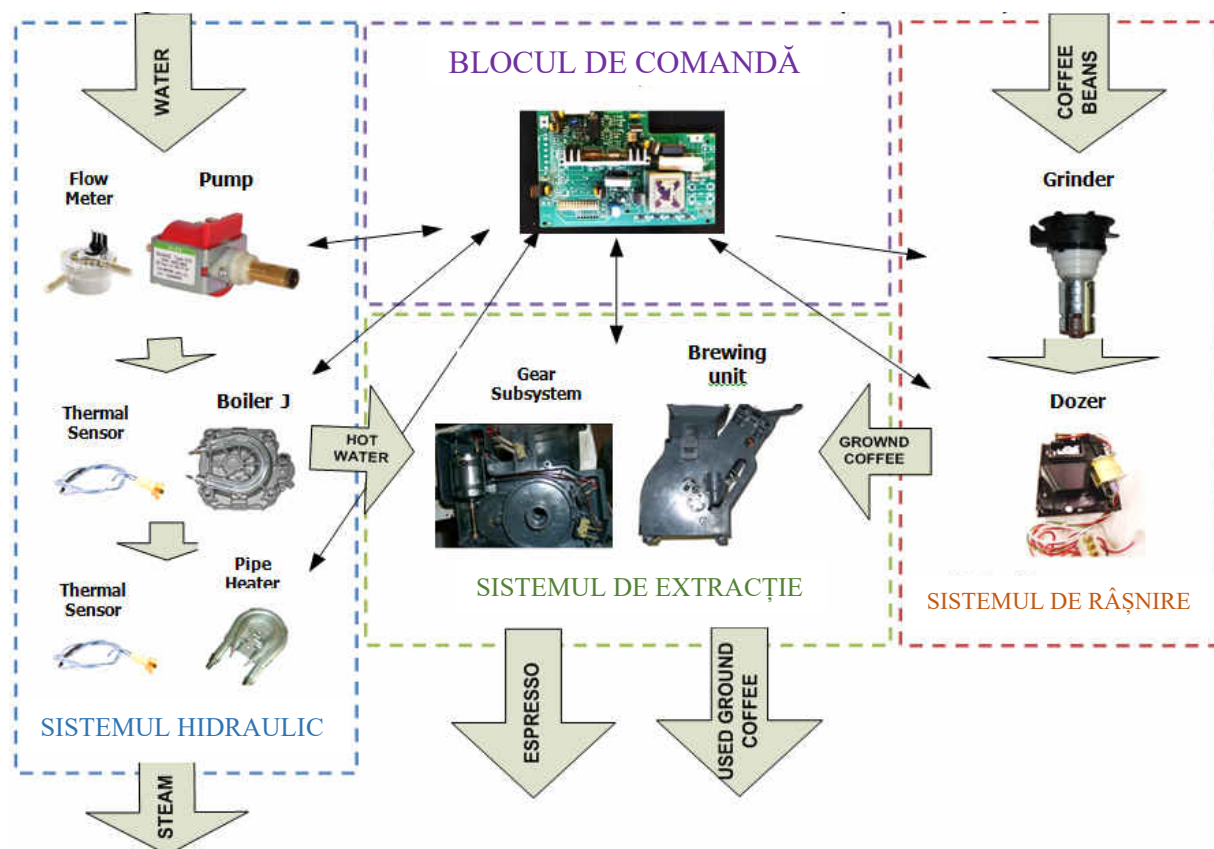 WATER
Flow
Meter
Pump
Thermal
Sensor
Boiler J
Thermal
Sensor
Pipe
Heater
SISTEMUL HIDRAULIC
STEAM
BLOCUL DE COMANDĂ
HOT
WATER
Gear
Subsystem
Brewing
unit
GROWND
COFFEE
SISTEMUL DE EXTRACȚIE
ESPRESSO
USED GROUND
COFFEE
COFFEE
BEANS
Grinder
Dozer
SISTEMUL DE RÂȘNIRE